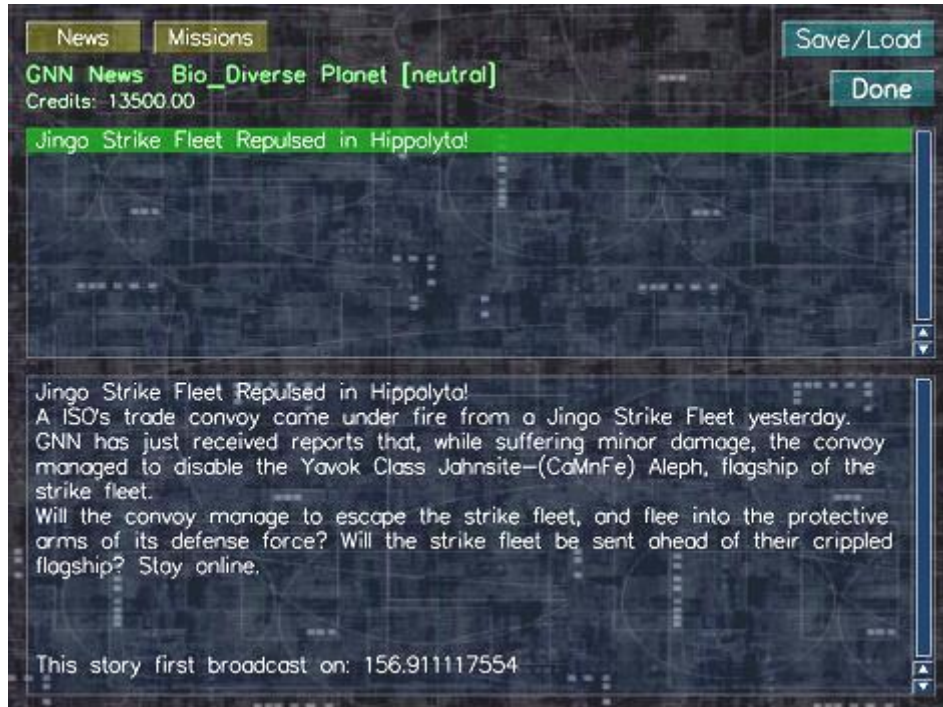 News Missions Save/Load
GNN News Bio_Diverse Planet [neutral]
Credits: 13500.00 Done
Jingo Strike Fleet Repulsed in Hippolyta!
Jingo Strike Fleet Repulsed in Hippolyta!
A ISO's trade convoy came under fire from a Jingo Strike Fleet yesterday.
GNN has just received reports that, while suffering minor damage, the convoy
managed to disable the Yavok Class Jahnsite-(CaMnFe) Aleph, flagship of the
strike fleet.
Will the convoy manage to escape the strike fleet, and flee into the protective
arms of its defense force? Will the strike fleet be sent ahead of their crippled
flagship? Stay online.
This story first broadcast on: 156.911117554